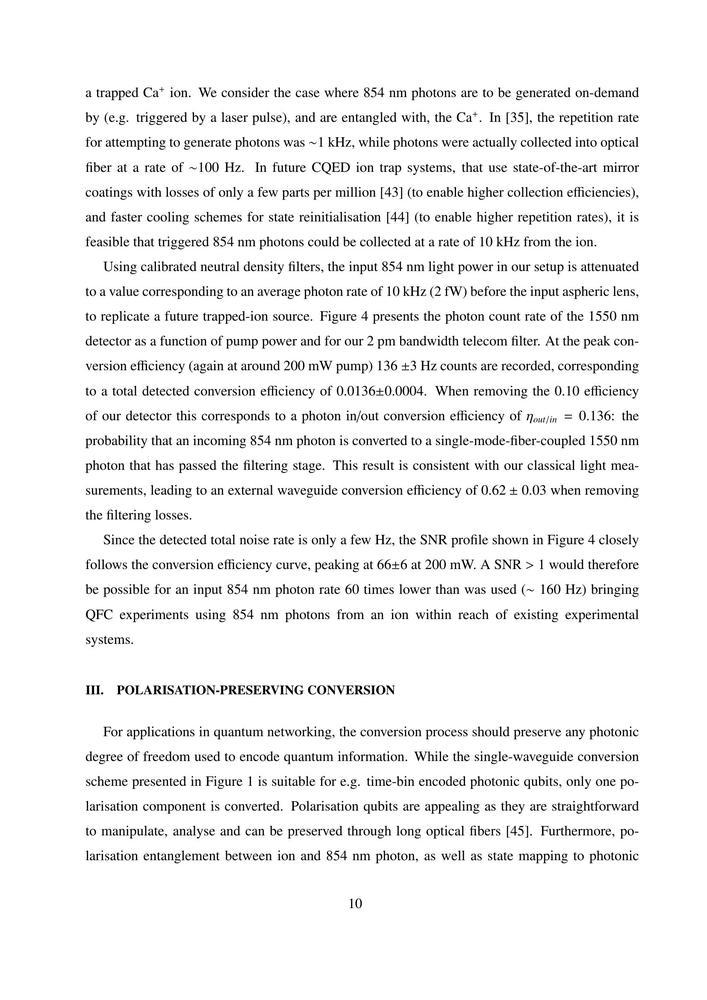 a trapped Ca⁺ ion. We consider the case where 854 nm photons are to be generated on-demand
by (e.g. triggered by a laser pulse), and are entangled with, the Ca⁺. In [35], the repetition rate
for attempting to generate photons was ∼1 kHz, while photons were actually collected into optical
fiber at a rate of ∼100 Hz. In future CQED ion trap systems, that use state-of-the-art mirror
coatings with losses of only a few parts per million [43] (to enable higher collection efficiencies),
and faster cooling schemes for state reinitialisation [44] (to enable higher repetition rates), it is
feasible that triggered 854 nm photons could be collected at a rate of 10 kHz from the ion.
Using calibrated neutral density filters, the input 854 nm light power in our setup is attenuated
to a value corresponding to an average photon rate of 10 kHz (2 fW) before the input aspheric lens,
to replicate a future trapped-ion source. Figure 4 presents the photon count rate of the 1550 nm
detector as a function of pump power and for our 2 pm bandwidth telecom filter. At the peak con-
version efficiency (again at around 200 mW pump) 136 ±3 Hz counts are recorded, corresponding
to a total detected conversion efficiency of 0.0136±0.0004. When removing the 0.10 efficiency
of our detector this corresponds to a photon in/out conversion efficiency of η_out/in = 0.136: the
probability that an incoming 854 nm photon is converted to a single-mode-fiber-coupled 1550 nm
photon that has passed the filtering stage. This result is consistent with our classical light mea-
surements, leading to an external waveguide conversion efficiency of 0.62 ± 0.03 when removing
the filtering losses.
Since the detected total noise rate is only a few Hz, the SNR profile shown in Figure 4 closely
follows the conversion efficiency curve, peaking at 66±6 at 200 mW. A SNR > 1 would therefore
be possible for an input 854 nm photon rate 60 times lower than was used (∼ 160 Hz) bringing
QFC experiments using 854 nm photons from an ion within reach of existing experimental
systems.
III. POLARISATION-PRESERVING CONVERSION
For applications in quantum networking, the conversion process should preserve any photonic
degree of freedom used to encode quantum information. While the single-waveguide conversion
scheme presented in Figure 1 is suitable for e.g. time-bin encoded photonic qubits, only one po-
larisation component is converted. Polarisation qubits are appealing as they are straightforward
to manipulate, analyse and can be preserved through long optical fibers [45]. Furthermore, po-
larisation entanglement between ion and 854 nm photon, as well as state mapping to photonic
10